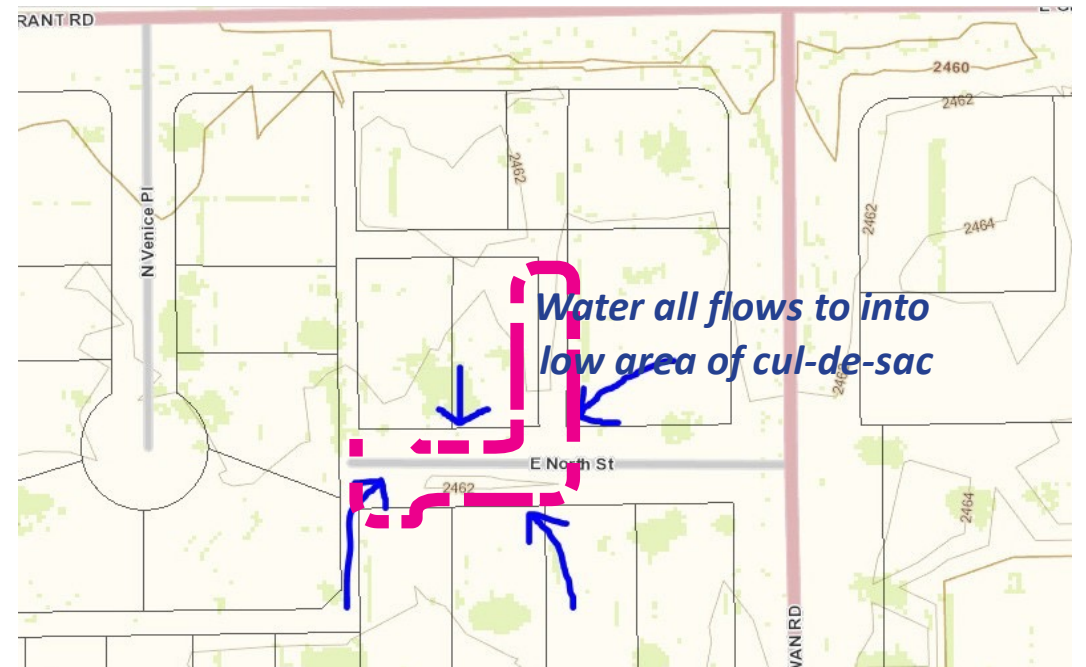 RANT RD
2460
2462
2462
N Venice Pl
2462
2464
Water all flows to into
low area of cul-de-sac
E North St
2462
2464
WAN RD